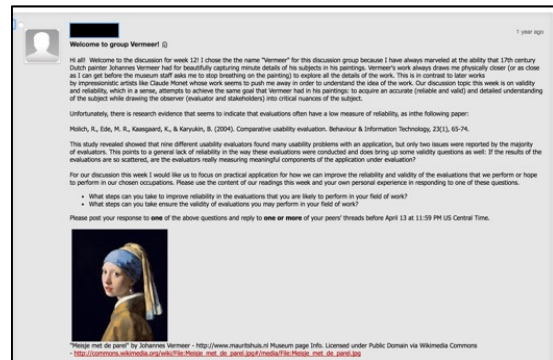 1 year ago
Welcome to group Vermeer!
Hi all! Welcome to the discussion for week 12! I chose the the name "Vermeer" for this discussion group because I have always marveled at the ability that 17th century
Dutch painter Johannes Vermeer had for beautifully capturing minute details of his subjects in his paintings. Vermeer's work always draws me physically closer (or as close
as I can get before the museum staff asks me to stop breathing on the painting) to explore all the details of the work. This is in contrast to later works
by impressionistic artists like Claude Monet whose work seems to push me away in order to understand the idea of the work. Our discussion topic this week is on validity
and reliability, which in a sense, attempts to achieve the same goal that Vermeer had in his paintings: to acquire an accurate (reliable and valid) and detailed understanding
of the subject while drawing the observer (evaluator and stakeholders) into critical nuances of the subject.
Unfortunately, there is research evidence that seems to indicate that evaluations often have a low measure of reliability, as inthe following paper:
Molich, R., Ede, M. R., Kaasgaard, K., & Karyukin, B. (2004). Comparative usability evaluation. Behaviour & Information Technology, 23(1), 65-74.
This study revealed showed that nine different usability evaluators found many usability problems with an application, but only two issues were reported by the majority
of evaluators. This points to a general lack of reliability in the way these evaluations were conducted and does bring up some validity questions as well: If the results of the
evaluations are so scattered, are the evaluators really measuring meaningful components of the application under evaluation?
For our discussion this week I would like us to focus on practical application for how we can improve the reliability and validity of the evaluations that we perform or hope
to perform in our chosen occupations. Please use the content of our readings this week and your own personal experience in responding to one of these questions.
• What steps can you take to improve reliability in the evaluations that you are likely to perform in your field of work?
• What steps can you take ensure the validity of evaluations you may perform in your field of work?
Please post your response to one of the above questions and reply to one or more of your peers' threads before April 13 at 11:59 PM US Central Time.
"Meisje met de parel" by Johannes Vermeer - http://www.mauritshuis.nl Museum page Info. Licensed under Public Domain via Wikimedia Commons
- http://commons.wikimedia.org/wiki/File:Meisje_met_de_parel.jpg#/media/File:Meisje_met_de_parel.jpg